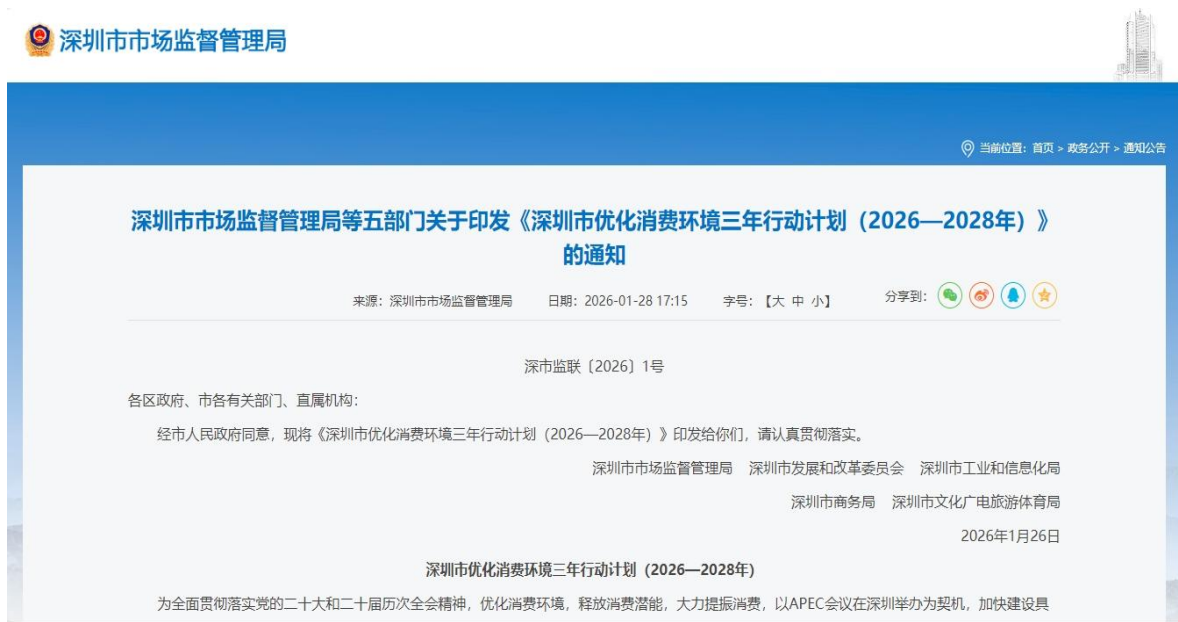 深圳市市场监督管理局
当前位置：首页 > 政务公开 > 通知公告
深圳市市场监督管理局等五部门关于印发《深圳市优化消费环境三年行动计划（2026—2028年）》
的通知
来源：深圳市市场监督管理局 日期：2026-01-28 17:15 字号：【大 中 小】 分享到：
深市监联〔2026〕1号
各区政府、市各有关部门、直属机构：
经市人民政府同意，现将《深圳市优化消费环境三年行动计划（2026—2028年）》印发给你们，请认真贯彻落实。
深圳市市场监督管理局 深圳市发展和改革委员会 深圳市工业和信息化局
深圳市商务局 深圳市文化广电旅游体育局
2026年1月26日
深圳市优化消费环境三年行动计划（2026—2028年）
为全面贯彻落实党的二十大和二十届历次全会精神，优化消费环境，释放消费潜能，大力提振消费，以APEC会议在深圳举办为契机，加快建设具